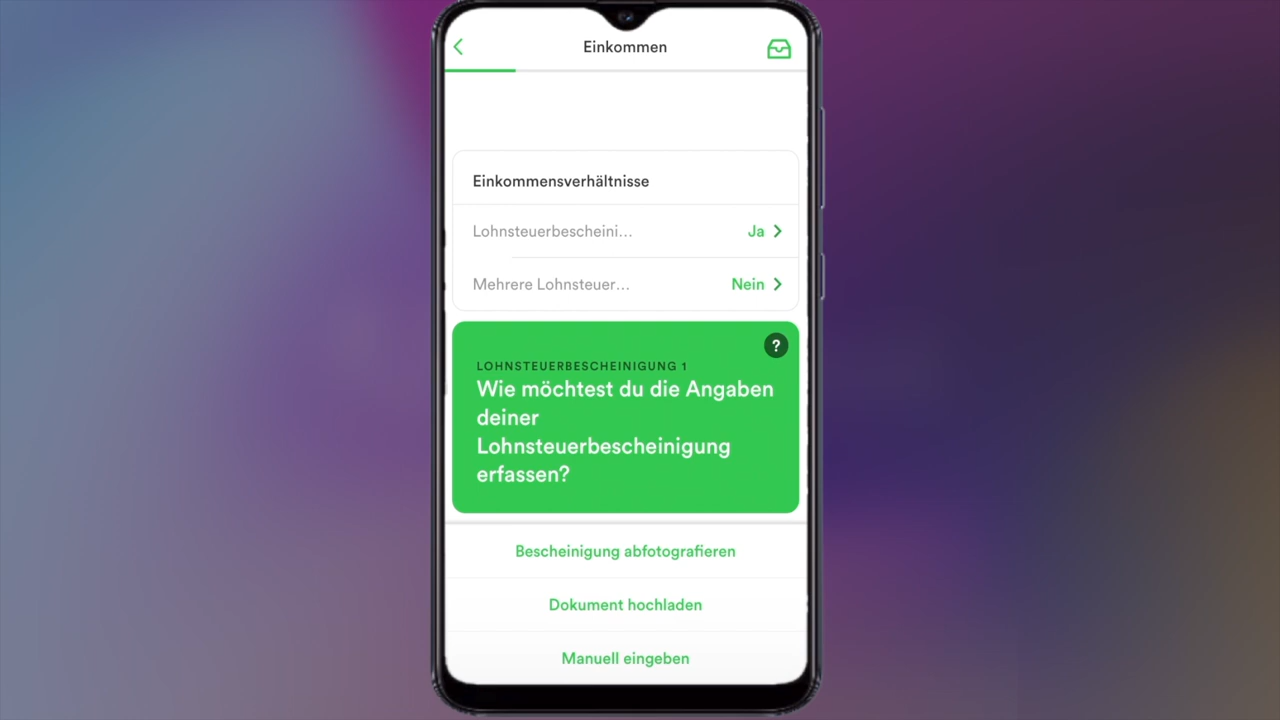 Einkommen
Einkommensverhältnisse
Lohnsteuerbescheini... Ja
Mehrere Lohnsteuer... Nein
?
LOHNSTEUERBESCHEINIGUNG 1
Wie möchtest du die Angaben
deiner
Lohnsteuerbescheinigung
erfassen?
Bescheinigung abfotografieren
Dokument hochladen
Manuell eingeben